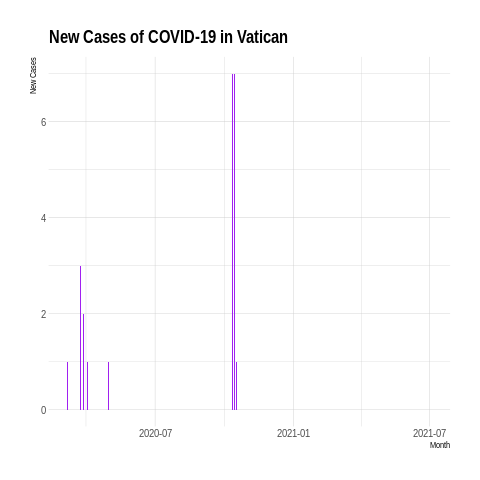 New Cases of COVID-19 in Vatican
New Cases
6
4
2
0
2020-07
2021-01
2021-07
Month